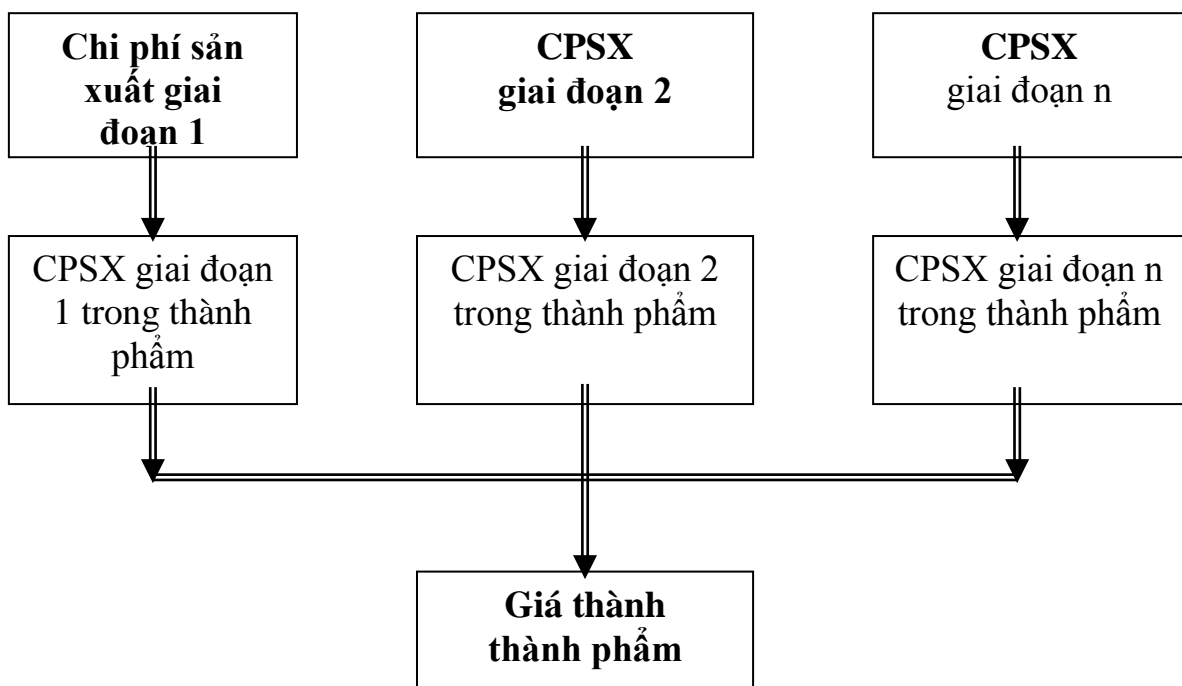 Chi phí sản
xuất giai
đoạn 1
CPSX
giai đoạn 2
CPSX
giai đoạn n
CPSX giai đoạn
1 trong thành
phẩm
CPSX giai đoạn 2
trong thành phẩm
CPSX giai đoạn n
trong thành phẩm
Giá thành
thành phẩm